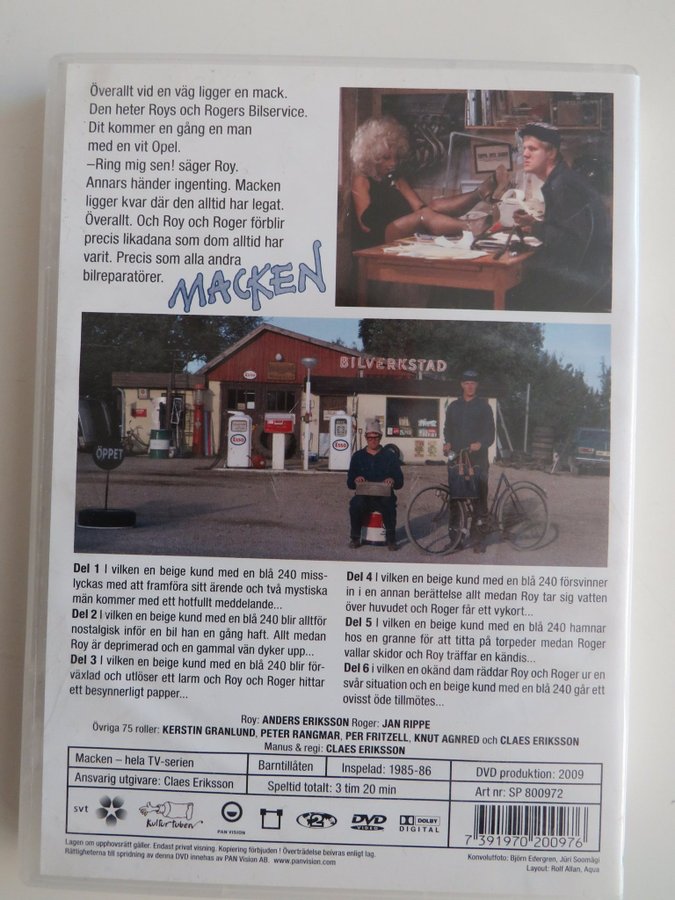 Överallt vid en väg ligger en mack.
Den heter Roys och Rogers Bilservice.
Dit kommer en gång en man
med en vit Opel.
–Ring mig sen! säger Roy.
Annars händer ingenting. Macken
ligger kvar där den alltid har legat.
Överallt. Och Roy och Roger förblir
precis likadana som dom alltid har
varit. Precis som alla andra
bilreparatörer.
MACKEN
BILVERKSTAD
ÖPPET
Esso
Esso
Del 1 I vilken en beige kund med en blå 240 miss-
lyckas med att framföra sitt ärende och två mystiska
män kommer med ett hotfullt meddelande...
Del 2 I vilken en beige kund med en blå 240 blir alltför
nostalgisk inför en bil han en gång haft. Allt medan
Roy är deprimerad och en gammal vän dyker upp...
Del 3 I vilken en beige kund med en blå 240 blir för-
växlad och utlöser ett larm och Roy och Roger hittar
ett besynnerligt papper...
Del 4 I vilken en beige kund med en blå 240 försvinner
in i en annan berättelse allt medan Roy tar sig vatten
över huvudet och Roger får ett vykort...
Del 5 I vilken en beige kund med en blå 240 hamnar
hos en granne för att titta på torpeder medan Roger
vallar skidor och Roy träffar en kändis...
Del 6 i vilken en okänd dam räddar Roy och Roger ur en
svår situation och en beige kund med en blå 240 går ett
ovisst öde tillmötes...
Roy: ANDERS ERIKSSON Roger: JAN RIPPE
Övriga 75 roller: KERSTIN GRANLUND, PETER RANGMAR, PER FRITZELL, KNUT AGNRED och CLAES ERIKSSON
Manus & regi: CLAES ERIKSSON
Macken – hela TV-serien
Barntillåten
Inspelad: 1985-86
DVD produktion: 2009
Ansvarig utgivare: Claes Eriksson
Speltid totalt: 3 tim 20 min
Art nr: SP 800972
svt
Kulturtuben
PAN VISION
2
DVD
VIDEO
DOLBY
DIGITAL
7 391970 200976
Lagen om upphovsrätt gäller. Endast privat visning. Kopiering förbjuden ! Överträdelse beivras enligt lag.
Rättigheterna till spridning av denna DVD innehas av PAN Vision AB. www.panvision.com
Konvolutfoto: Björn Edergren, Jüri Soomägi
Layout: Rolf Allan, Aqua